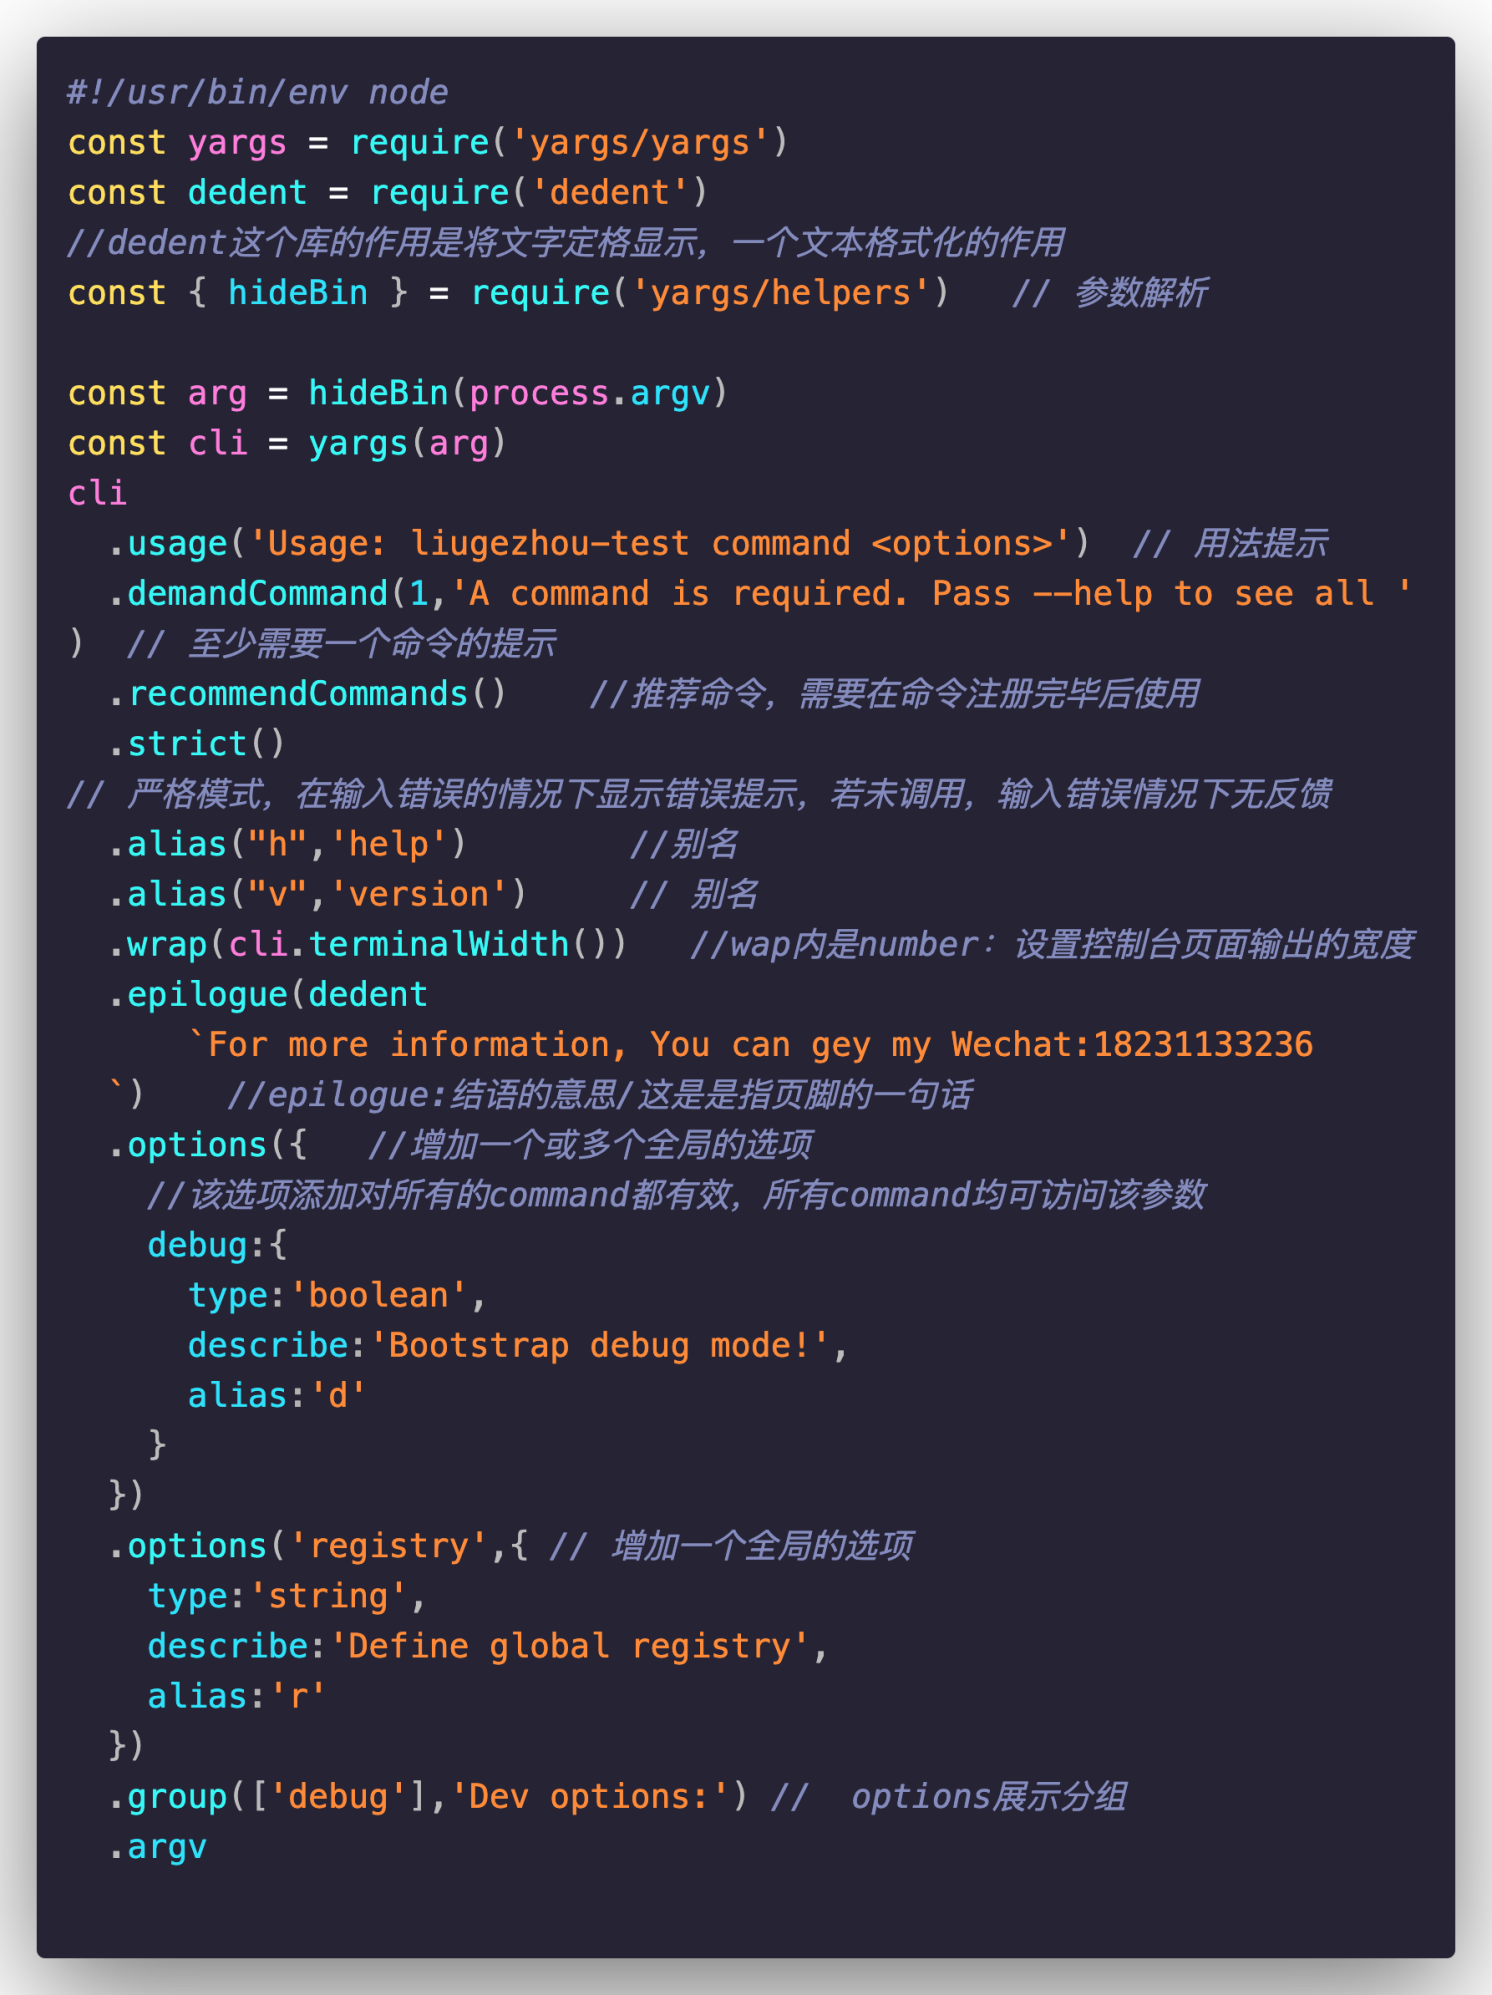 #!/usr/bin/env node
const yargs = require('yargs/yargs')
const dedent = require('dedent')
//dedent这个库的作用是将文字定格显示，一个文本格式化的作用
const { hideBin } = require('yargs/helpers')   // 参数解析

const arg = hideBin(process.argv)
const cli = yargs(arg)
cli
  .usage('Usage: liugezhou-test command <options>')  // 用法提示
  .demandCommand(1,'A command is required. Pass --help to see all '
)  // 至少需要一个命令的提示
  .recommendCommands()    //推荐命令，需要在命令注册完毕后使用
  .strict()
// 严格模式，在输入错误的情况下显示错误提示，若未调用，输入错误情况下无反馈
  .alias("h",'help')        //别名
  .alias("v",'version')     // 别名
  .wrap(cli.terminalWidth())   //wap内是number：设置控制台页面输出的宽度
  .epilogue(dedent
      `For more information, You can gey my Wechat:18231133236
  `)    //epilogue:结语的意思/这是是指页脚的一句话
  .options({   //增加一个或多个全局的选项
    //该选项添加对所有的command都有效，所有command均可访问该参数
    debug:{
      type:'boolean',
      describe:'Bootstrap debug mode!',
      alias:'d'
    }
  })
  .options('registry',{ // 增加一个全局的选项
    type:'string',
    describe:'Define global registry',
    alias:'r'
  })
  .group(['debug'],'Dev options:') //  options展示分组
  .argv